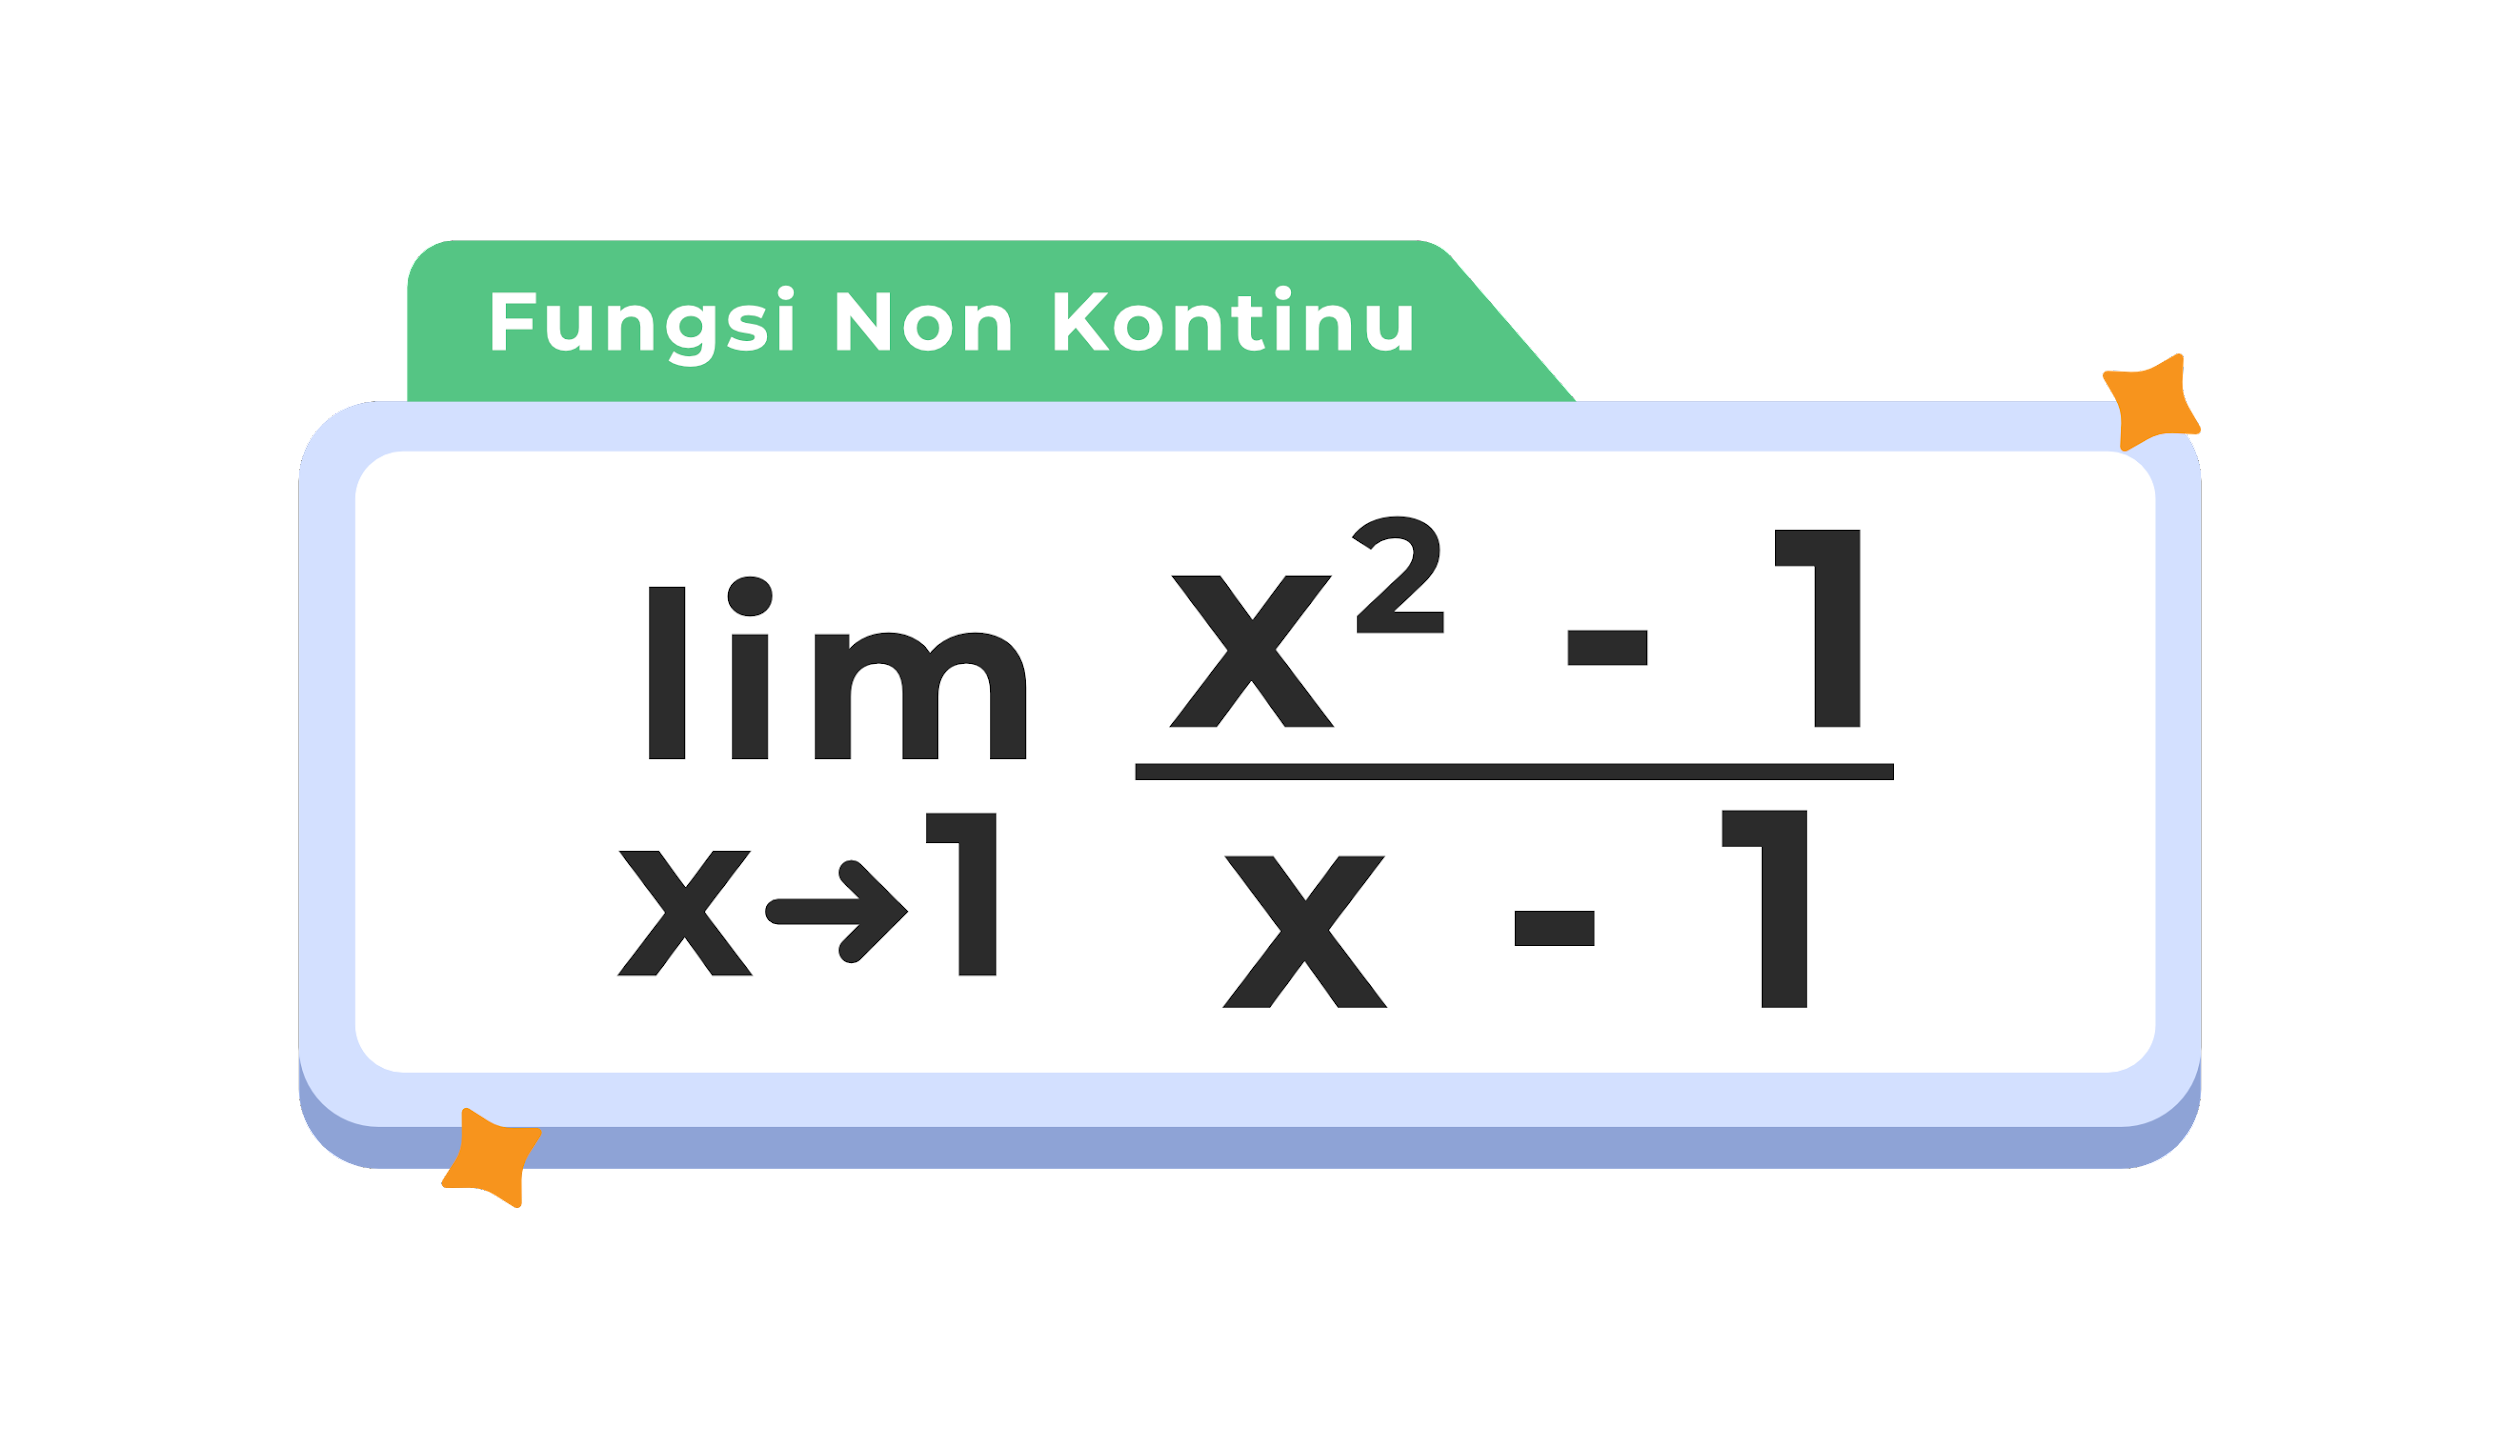 Fungsi Non Kontinu
lim x² - 1
x→1 x - 1